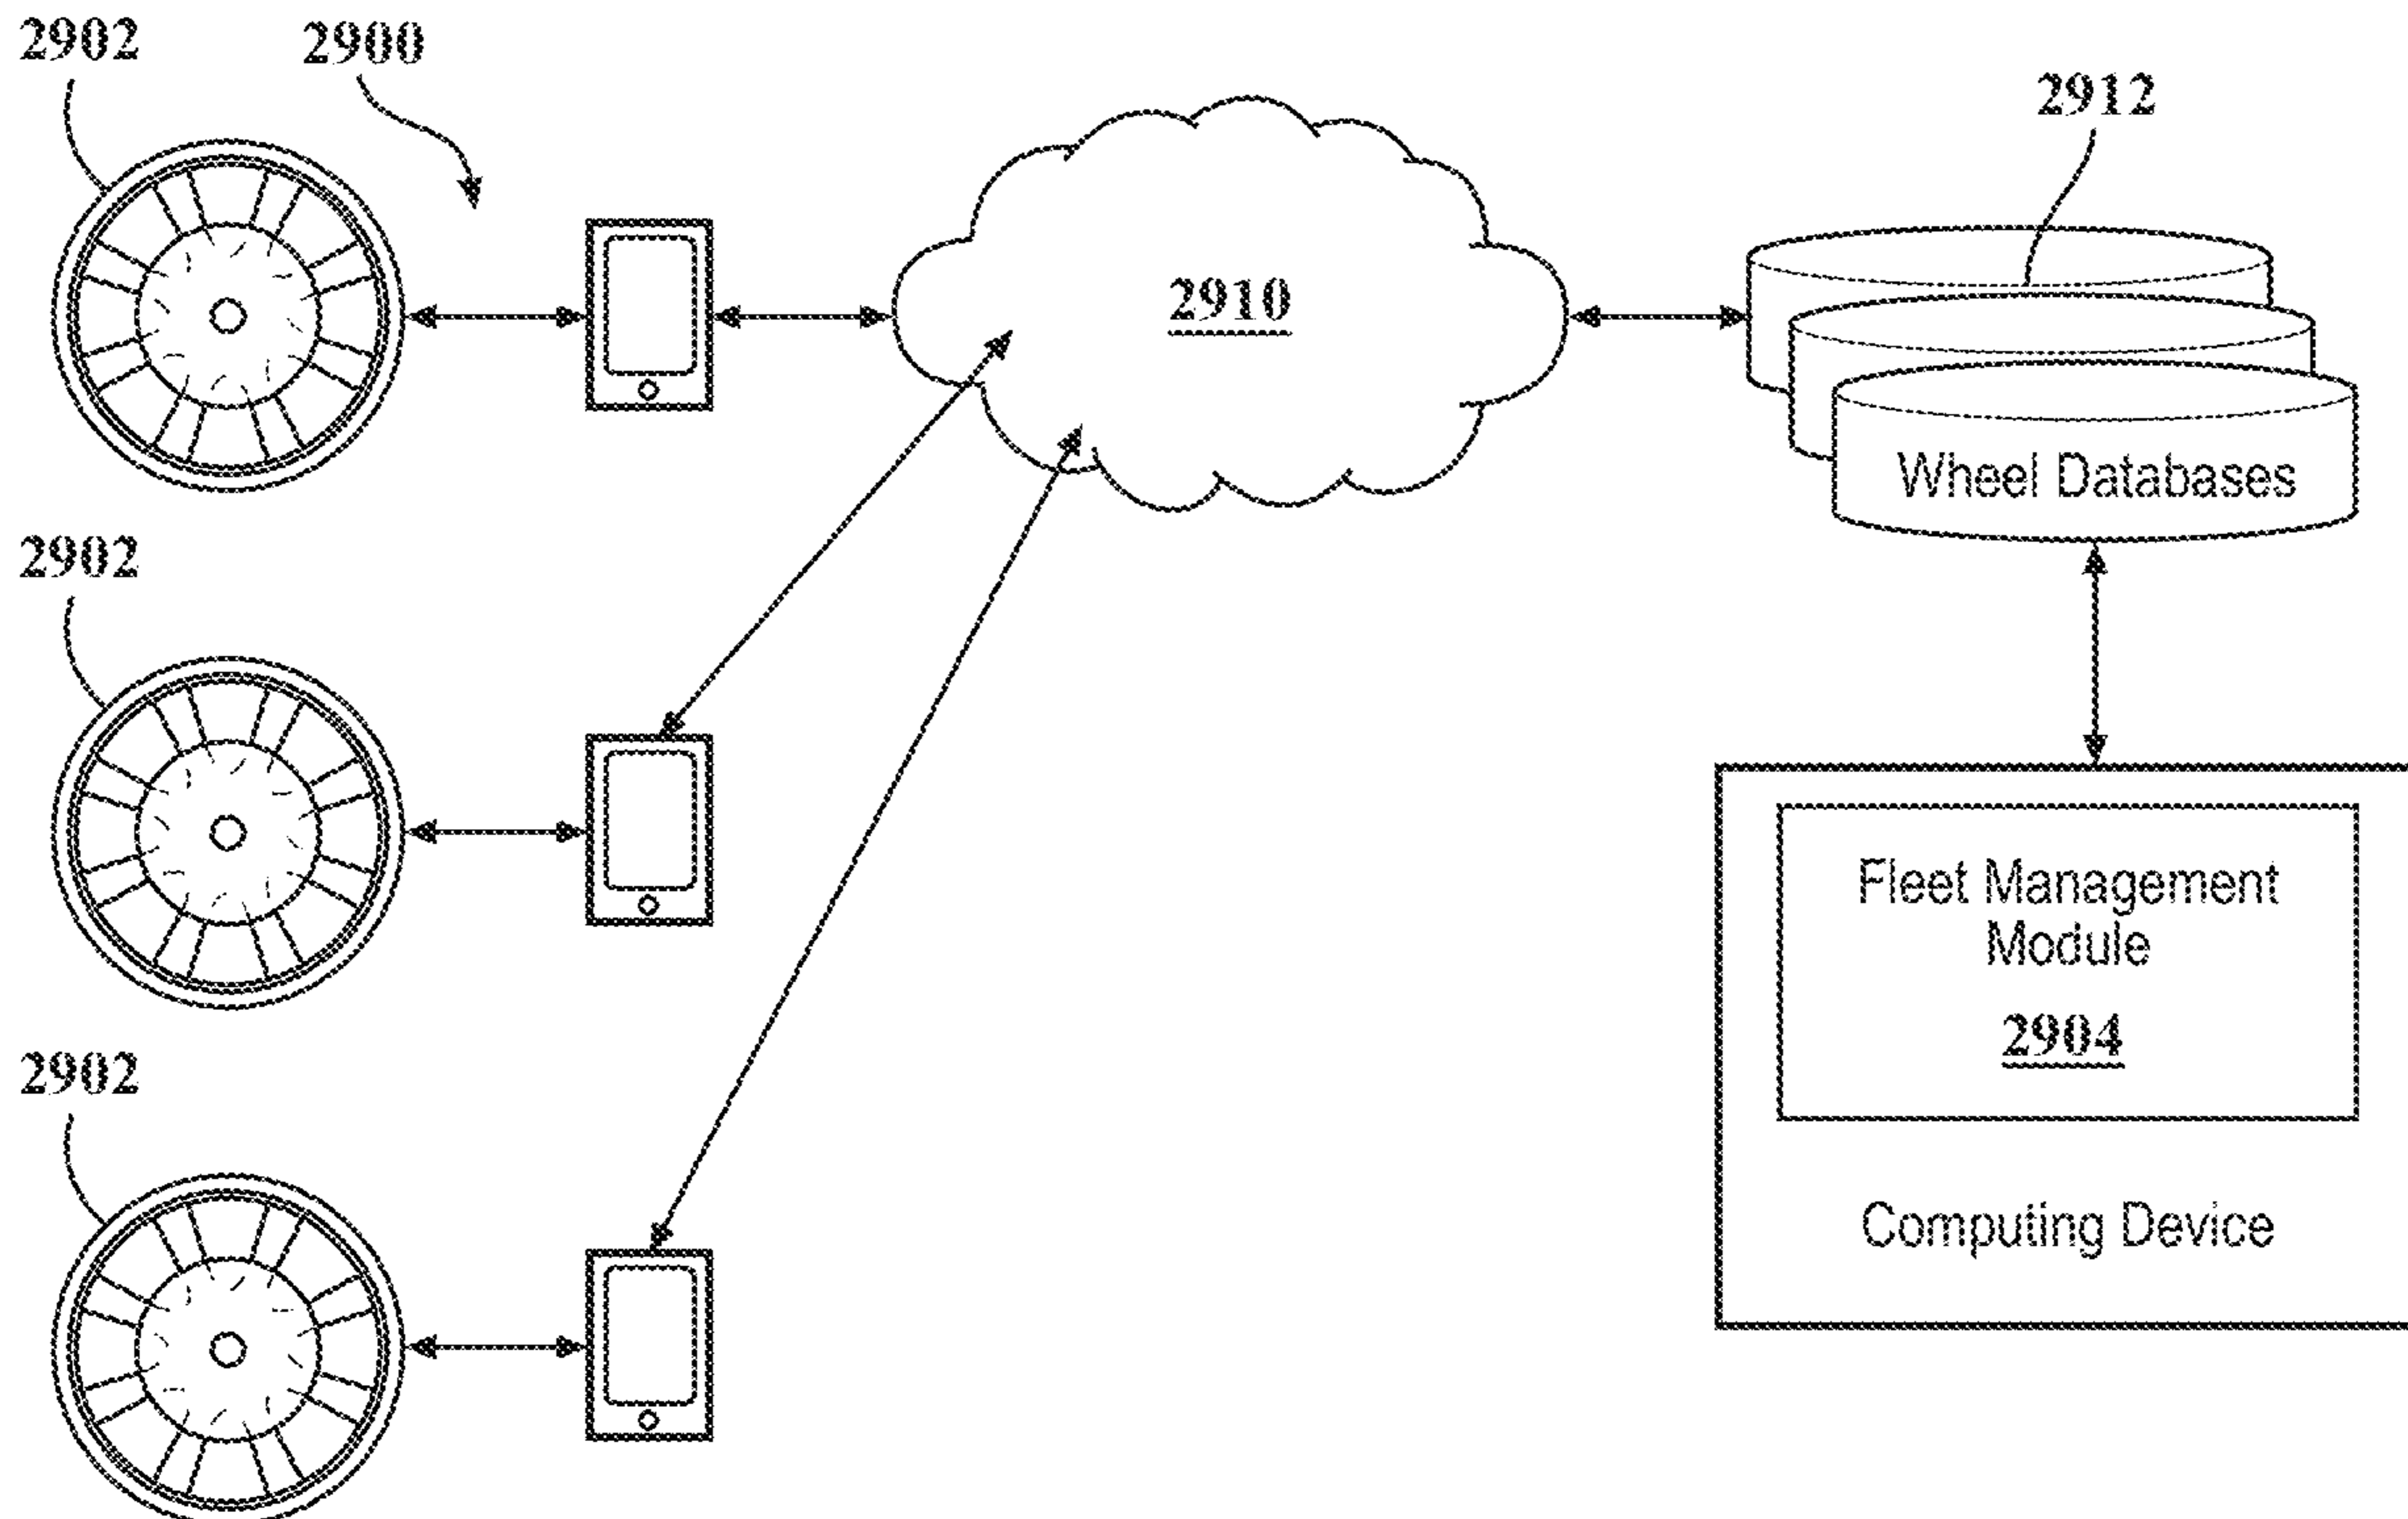 2902
2900
2910
2912
Wheel Databases
2902
Fleet Management
Module
2904
Computing Device
2902